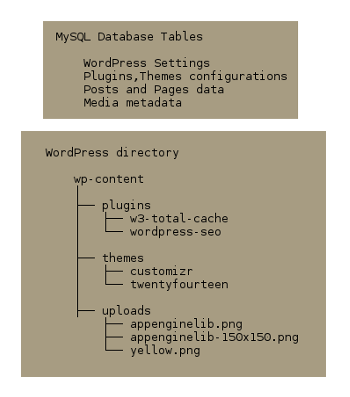 MySQL Database Tables
WordPress Settings
Plugins,Themes configurations
Posts and Pages data
Media metadata
WordPress directory
wp-content
plugins
w3-total-cache
wordpress-seo
themes
customizr
twentyfourteen
uploads
appenginelib.png
appenginelib-150x150.png
yellow.png